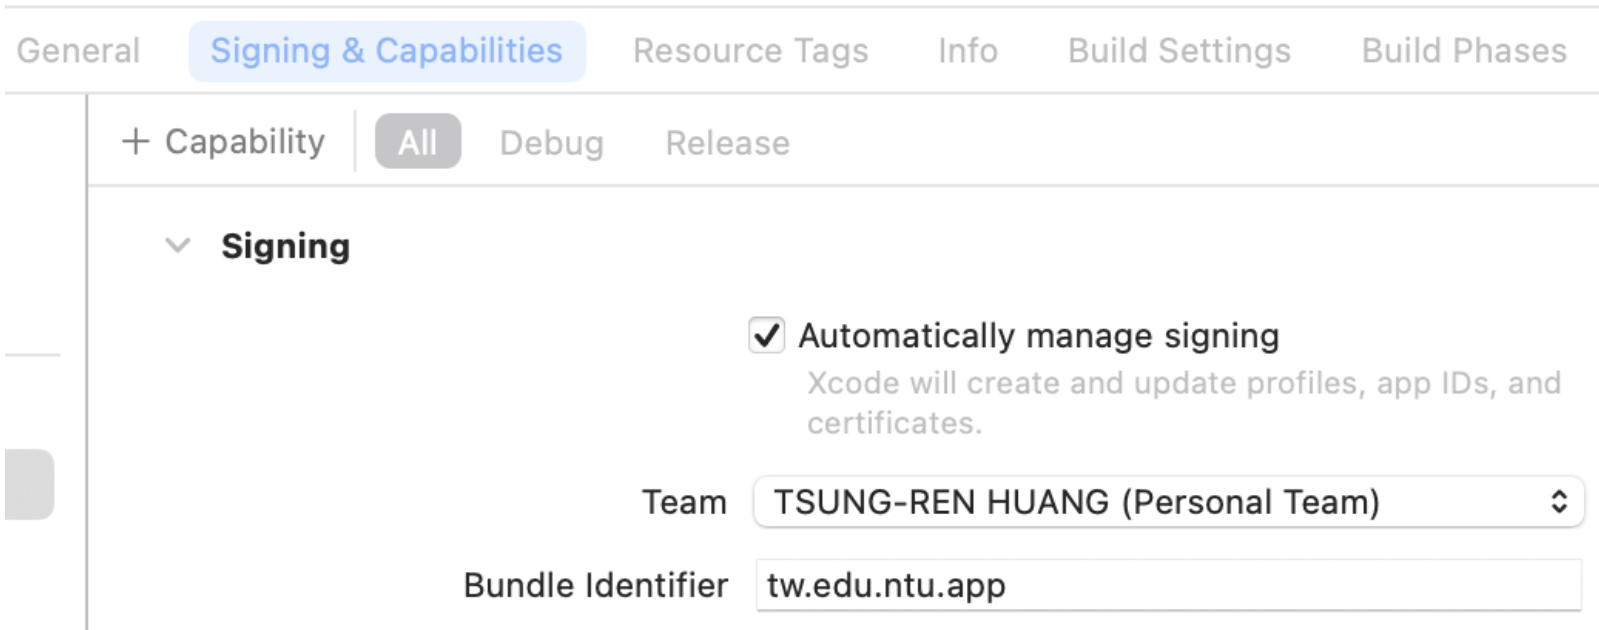 General Signing & Capabilities Resource Tags Info Build Settings Build Phases
+ Capability All Debug Release
Signing
Automatically manage signing
Xcode will create and update profiles, app IDs, and
certificates.
Team TSUNG-REN HUANG (Personal Team)
Bundle Identifier tw.edu.ntu.app